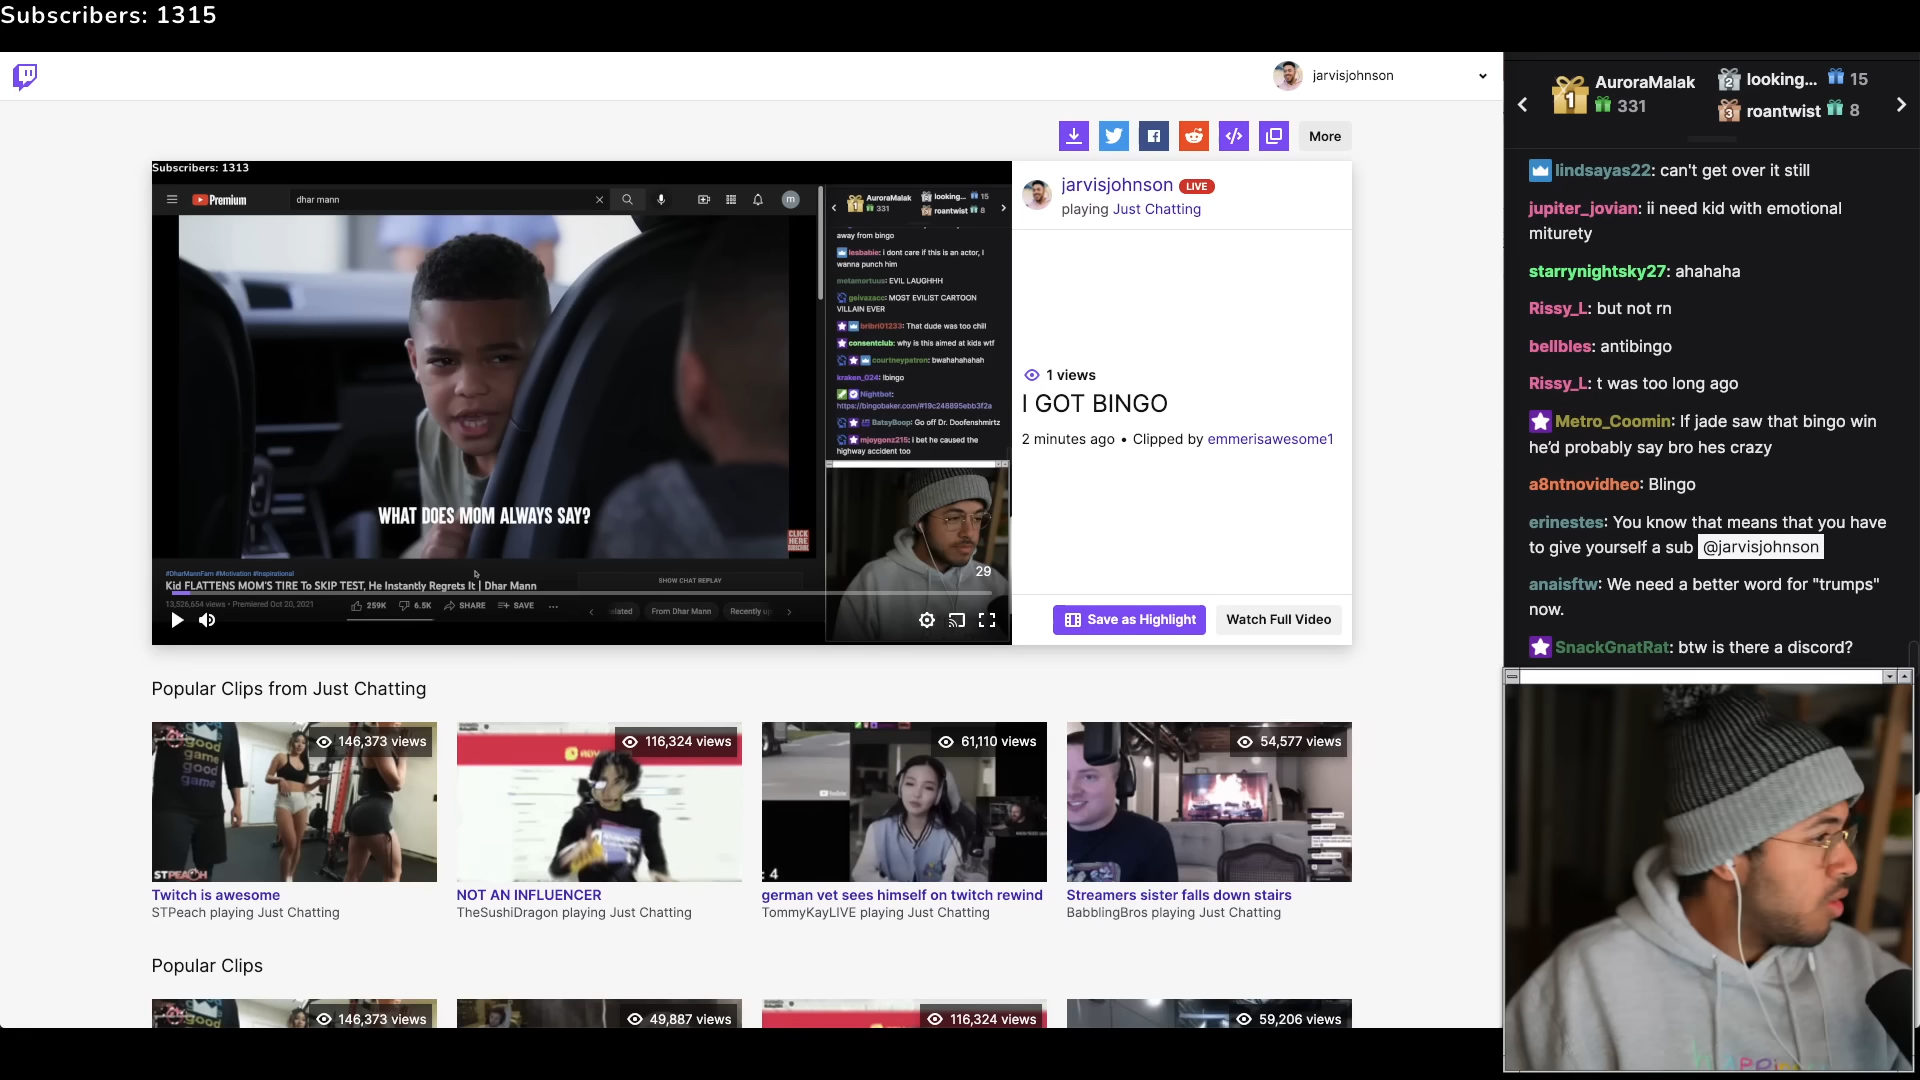 Subscribers: 1315
jarvisjohnson
More
Subscribers: 1313
Premium
dhar mann
AuroraMalak
331
looking... 15
roantwist 8
away from bingo
lesbabie: i dont care if this is an actor, I
wanna punch him
metamortuus: EVIL LAUGHHH
geivazacc: MOST EVILIST CARTOON
VILLAIN EVER
bribri01233: That dude was too chill
consentclub: why is this aimed at kids wtf
courtneypatron: bwahahahahah
kraken_024: !bingo
Nightbot:
https://bingobaker.com/#19c248895ebb3f2a
BatsyBoop: Go off Dr. Doofenshmirtz
mjoygonz215: i bet he caused the
highway accident too
WHAT DOES MOM ALWAYS SAY?
CLICK
HERE
SUBSCRIBE
#DharMannFam #Motivation #Inspirational
Kid FLATTENS MOM'S TIRE To SKIP TEST, He Instantly Regrets It | Dhar Mann
13,526,654 views • Premiered Oct 20, 2021
259K
6.5K
SHARE
SAVE
SHOW CHAT REPLAY
From Dhar Mann
29
jarvisjohnson LIVE
playing Just Chatting
1 views
I GOT BINGO
2 minutes ago • Clipped by emmerisawesome1
Save as Highlight
Watch Full Video
Popular Clips from Just Chatting
146,373 views
116,324 views
61,110 views
54,577 views
good
game
good
game
STPEACH
: 4
Twitch is awesome
STPeach playing Just Chatting
NOT AN INFLUENCER
TheSushiDragon playing Just Chatting
german vet sees himself on twitch rewind
TommyKayLIVE playing Just Chatting
Streamers sister falls down stairs
BabblingBros playing Just Chatting
Popular Clips
146,373 views
49,887 views
116,324 views
59,206 views
good
1
AuroraMalak
331
2
looking... 15
3
roantwist 8
lindsayas22: can't get over it still
jupiter_jovian: ii need kid with emotional
miturety
starrynightsky27: ahahaha
Rissy_L: but not rn
bellbles: antibingo
Rissy_L: t was too long ago
Metro_Coomin: If jade saw that bingo win
he'd probably say bro hes crazy
a8ntnovidheo: Blingo
erinestes: You know that means that you have
to give yourself a sub @jarvisjohnson
anaisftw: We need a better word for "trumps"
now.
SnackGnatRat: btw is there a discord?